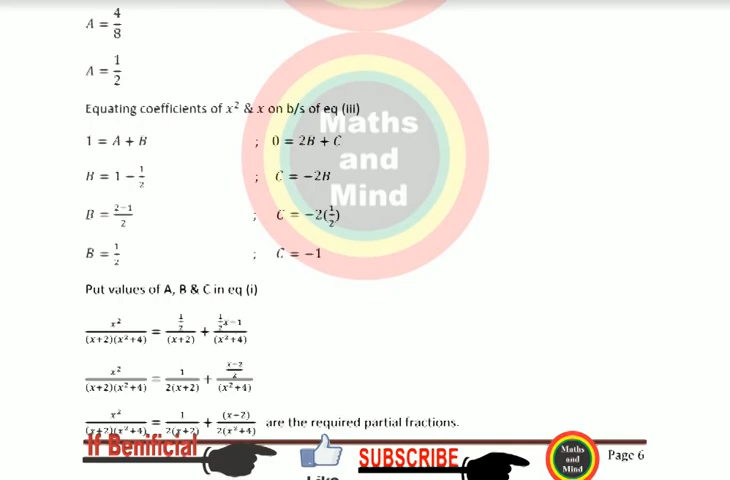 A = 4/8
A = 1/2
Equating coefficients of x² & x on b/s of eq (iii)
1 = A + B ; 0 = 2B + C
B = 1 − 1/2 ; C = −2B
B = 2−1/2 ; C = −2(1/2)
B = 1/2 ; C = −1
Put values of A, B & C in eq (i)
x²/(x+2)(x²+4) = 1/2/(x+2) + 1/2x−1/(x²+4)
x²/(x+2)(x²+4) = 1/2(x+2) + x−2/2/(x²+4)
x²/(x+2)(x²+4) = 1/2(x+2) + (x−2)/2(x²+4) are the required partial fractions.
Maths
and
Mind
If Benificial
Like
SUBSCRIBE
Maths
and
Mind
Page 6